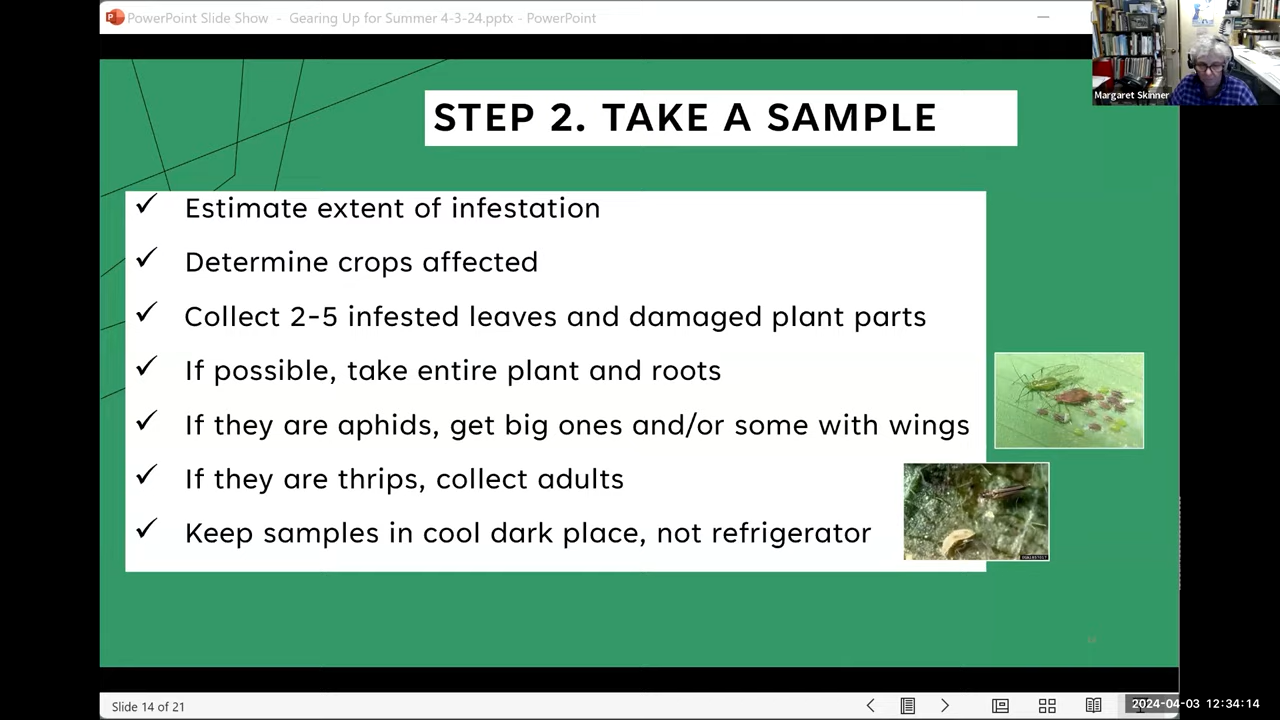 PowerPoint Slide Show - Gearing Up for Summer 4-3-24.pptx - PowerPoint
Margaret Skinner
STEP 2. TAKE A SAMPLE
✓ Estimate extent of infestation
✓ Determine crops affected
✓ Collect 2-5 infested leaves and damaged plant parts
✓ If possible, take entire plant and roots
✓ If they are aphids, get big ones and/or some with wings
✓ If they are thrips, collect adults
✓ Keep samples in cool dark place, not refrigerator
Slide 14 of 21
2024-04-03 12:34:14